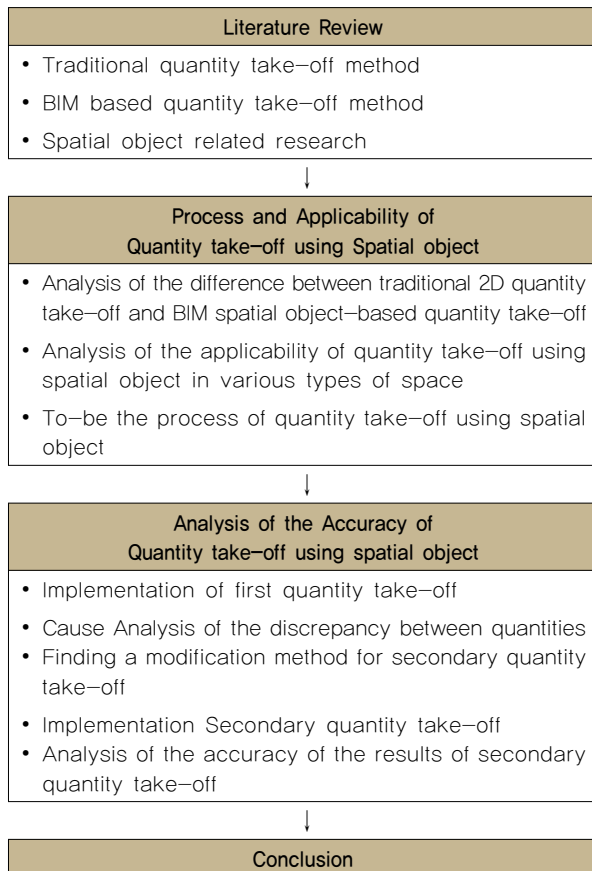 Literature Review
• Traditional quantity take-off method
• BIM based quantity take-off method
• Spatial object related research
↓
Process and Applicability of
Quantity take-off using Spatial object
• Analysis of the difference between traditional 2D quantity
take-off and BIM spatial object-based quantity take-off
• Analysis of the applicability of quantity take-off using
spatial object in various types of space
• To-be the process of quantity take-off using spatial
object
↓
Analysis of the Accuracy of
Quantity take-off using spatial object
• Implementation of first quantity take-off
• Cause Analysis of the discrepancy between quantities
• Finding a modification method for secondary quantity
take-off
• Implementation Secondary quantity take-off
• Analysis of the accuracy of the results of secondary
quantity take-off
↓
Conclusion